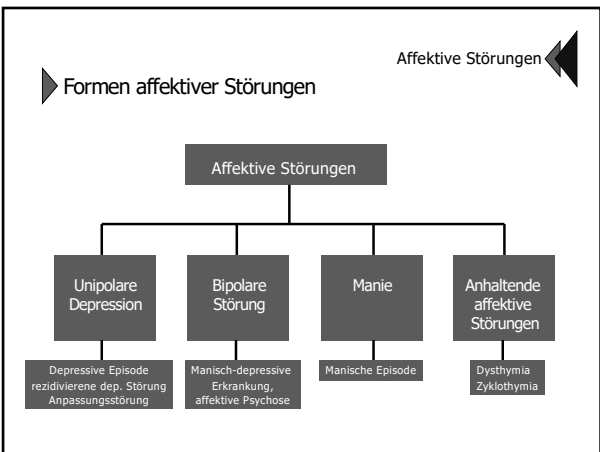 Affektive Störungen
Formen affektiver Störungen
Affektive Störungen
Unipolare
Depression
Bipolare
Störung
Manie
Anhaltende
affektive
Störungen
Depressive Episode
rezidivierene dep. Störung
Anpassungsstörung
Manisch-depressive
Erkrankung,
affektive Psychose
Manische Episode
Dysthymia
Zyklothymia